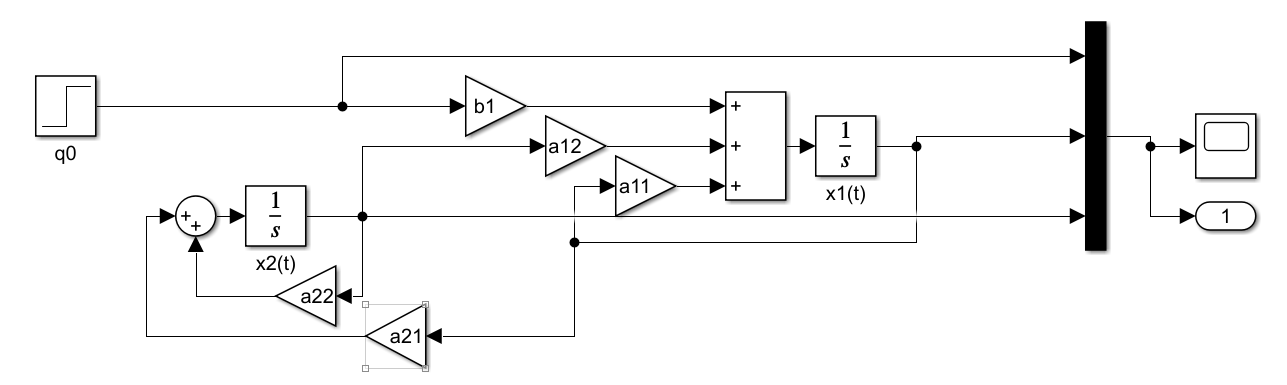 q0
b1
a12
a11
+
+
+
1
s
x1(t)
+
+
1
s
x2(t)
a22
a21
1